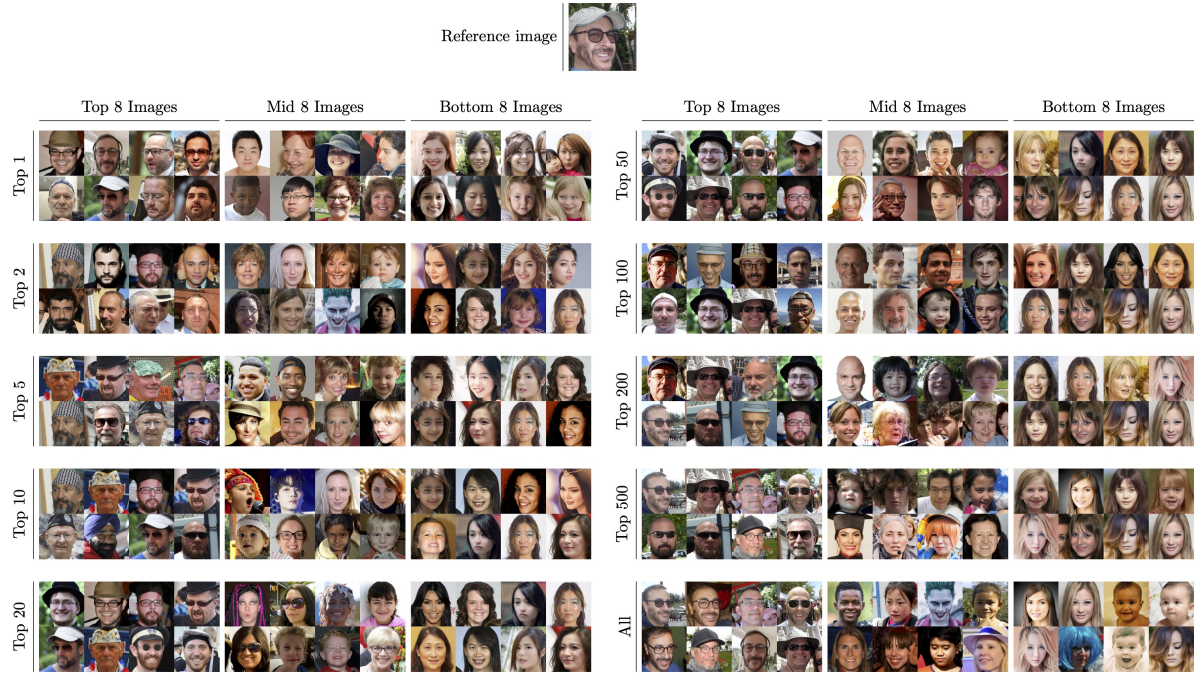 Reference image
Top 8 Images Mid 8 Images Bottom 8 Images Top 8 Images Mid 8 Images Bottom 8 Images
Top 1 Top 50
Top 2 Top 100
Top 5 Top 200
Top 10 Top 500
Top 20 All